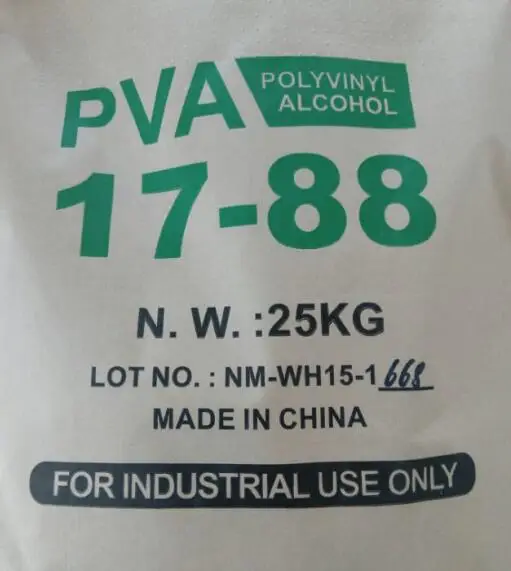 PVA POLYVINYL ALCOHOL
17-88
N. W. :25KG
LOT NO. : NM-WH15-1668
MADE IN CHINA
FOR INDUSTRIAL USE ONLY